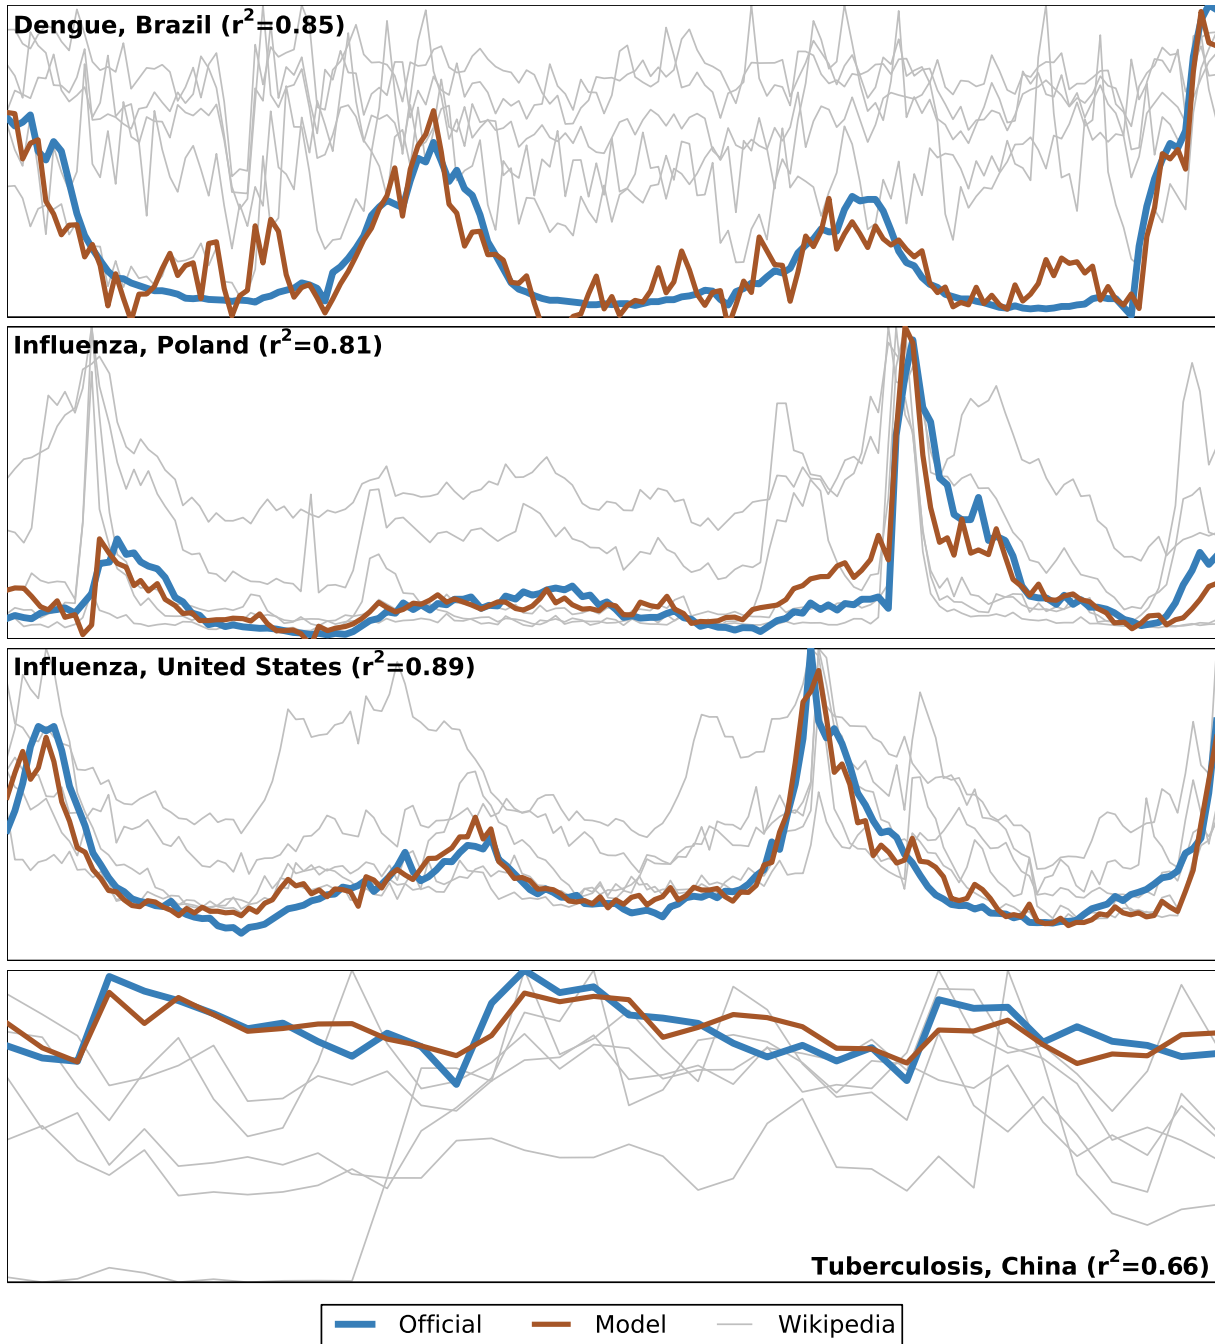 Dengue, Brazil (r²=0.85)
Influenza, Poland (r²=0.81)
Influenza, United States (r²=0.89)
Tuberculosis, China (r²=0.66)
Official Model Wikipedia